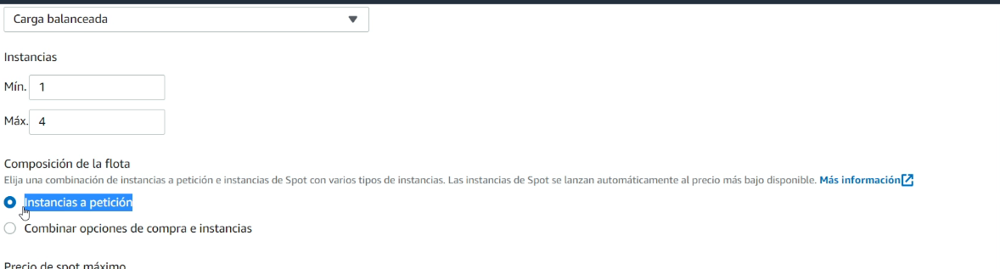 Carga balanceada
Instancias
Mín. 1
Máx. 4
Composición de la flota
Elija una combinación de instancias a petición e instancias de Spot con varios tipos de instancias. Las instancias de Spot se lanzan automáticamente al precio más bajo disponible. Más información
Instancias a petición
Combinar opciones de compra e instancias
Precio de spot máximo